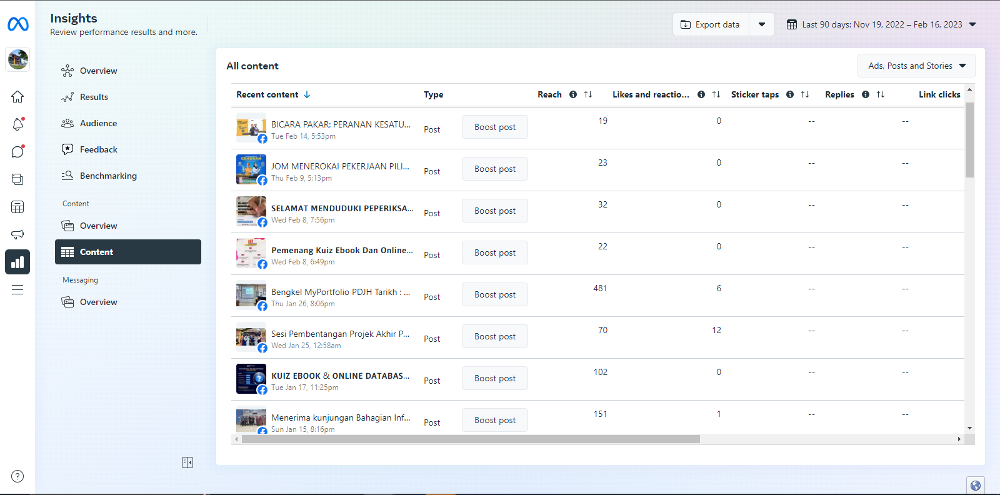 Insights
Review performance results and more.
Export data
Last 90 days: Nov 19, 2022 – Feb 16, 2023
Overview
Results
Audience
Feedback
Benchmarking
Content
Overview
Content
Messaging
Overview
All content
Ads, Posts and Stories
Recent content Type Reach Likes and reactio... Sticker taps Replies Link clicks
BICARA PAKAR: PERANAN KESATU...
Tue Feb 14, 5:53pm
Post Boost post 19 0 -- --
JOM MENEROKAI PEKERJAAN PILI...
Thu Feb 9, 5:13pm
Post Boost post 23 0 -- --
SELAMAT MENDUDUKI PEPERIKSA...
Wed Feb 8, 7:56pm
Post Boost post 32 0 -- --
Pemenang Kuiz Ebook Dan Online...
Wed Feb 8, 6:49pm
Post Boost post 22 0 -- --
Bengkel MyPortfolio PDJH Tarikh : ...
Thu Jan 26, 8:06pm
Post Boost post 481 6 -- --
Sesi Pembentangan Projek Akhir P...
Wed Jan 25, 12:58am
Post Boost post 70 12 -- --
KUIZ EBOOK & ONLINE DATABAS...
Tue Jan 17, 11:25pm
Post Boost post 102 0 -- --
Menerima kunjungan Bahagian Inf...
Sun Jan 15, 8:16pm
Post Boost post 151 1 -- --